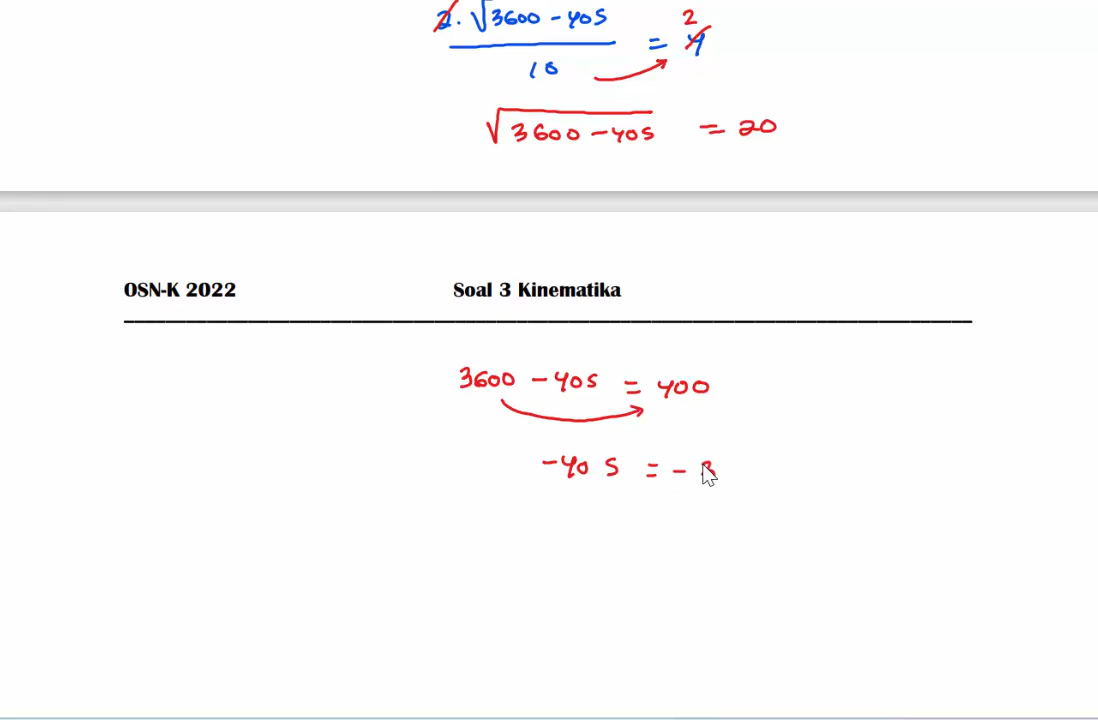 2. √3600 - 40s
= 4 2
10
√3600 - 40s = 20
OSN-K 2022 Soal 3 Kinematika
3600 - 40s = 400
-40 s = -